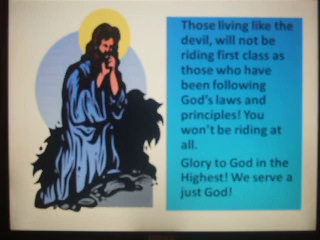 Those living like the
devil, will not be
riding first class as
those who have
been following
God's laws and
principles! You
won't be riding at
all.
Glory to God in the
Highest! We serve a
just God!